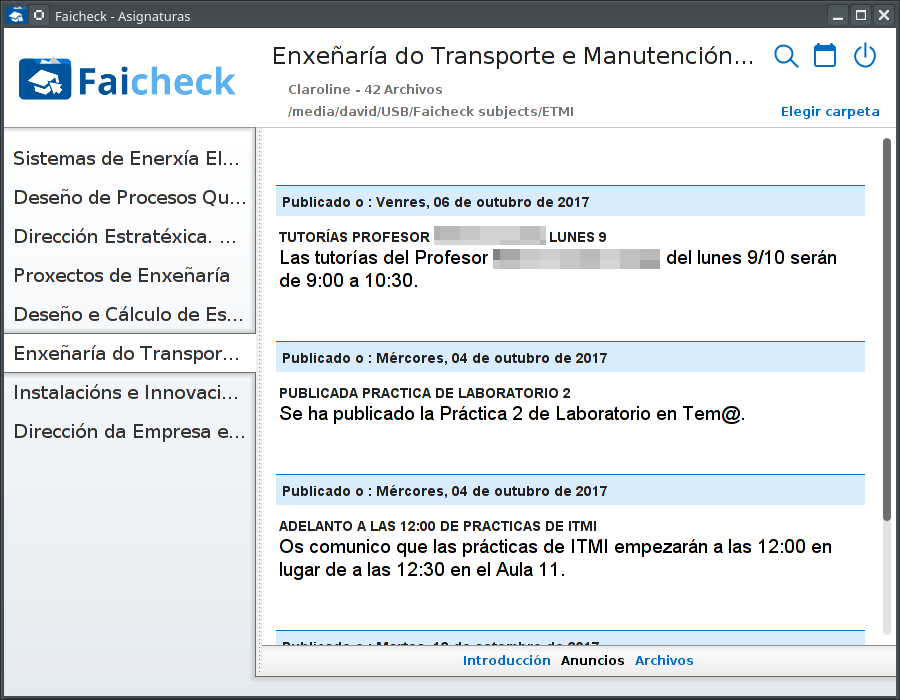 Faicheck - Asignaturas
Faicheck
Enxeñaría do Transporte e Manutención...
Claroline - 42 Archivos
/media/david/USB/Faicheck subjects/ETMI
Elegir carpeta
Sistemas de Enerxía El...
Deseño de Procesos Qu...
Dirección Estratéxica. ...
Proxectos de Enxeñaría
Deseño e Cálculo de Es...
Enxeñaría do Transpor...
Instalacións e Innovaci...
Dirección da Empresa e...
Publicado o : Venres, 06 de outubro de 2017
TUTORÍAS PROFESOR LUNES 9
Las tutorías del Profesor del lunes 9/10 serán
de 9:00 a 10:30.
Publicado o : Mércores, 04 de outubro de 2017
PUBLICADA PRACTICA DE LABORATORIO 2
Se ha publicado la Práctica 2 de Laboratorio en Tem@.
Publicado o : Mércores, 04 de outubro de 2017
ADELANTO A LAS 12:00 DE PRACTICAS DE ITMI
Os comunico que las prácticas de ITMI empezarán a las 12:00 en
lugar de a las 12:30 en el Aula 11.
Publicado o : Martes, de setembro de 2017
Introducción Anuncios Archivos